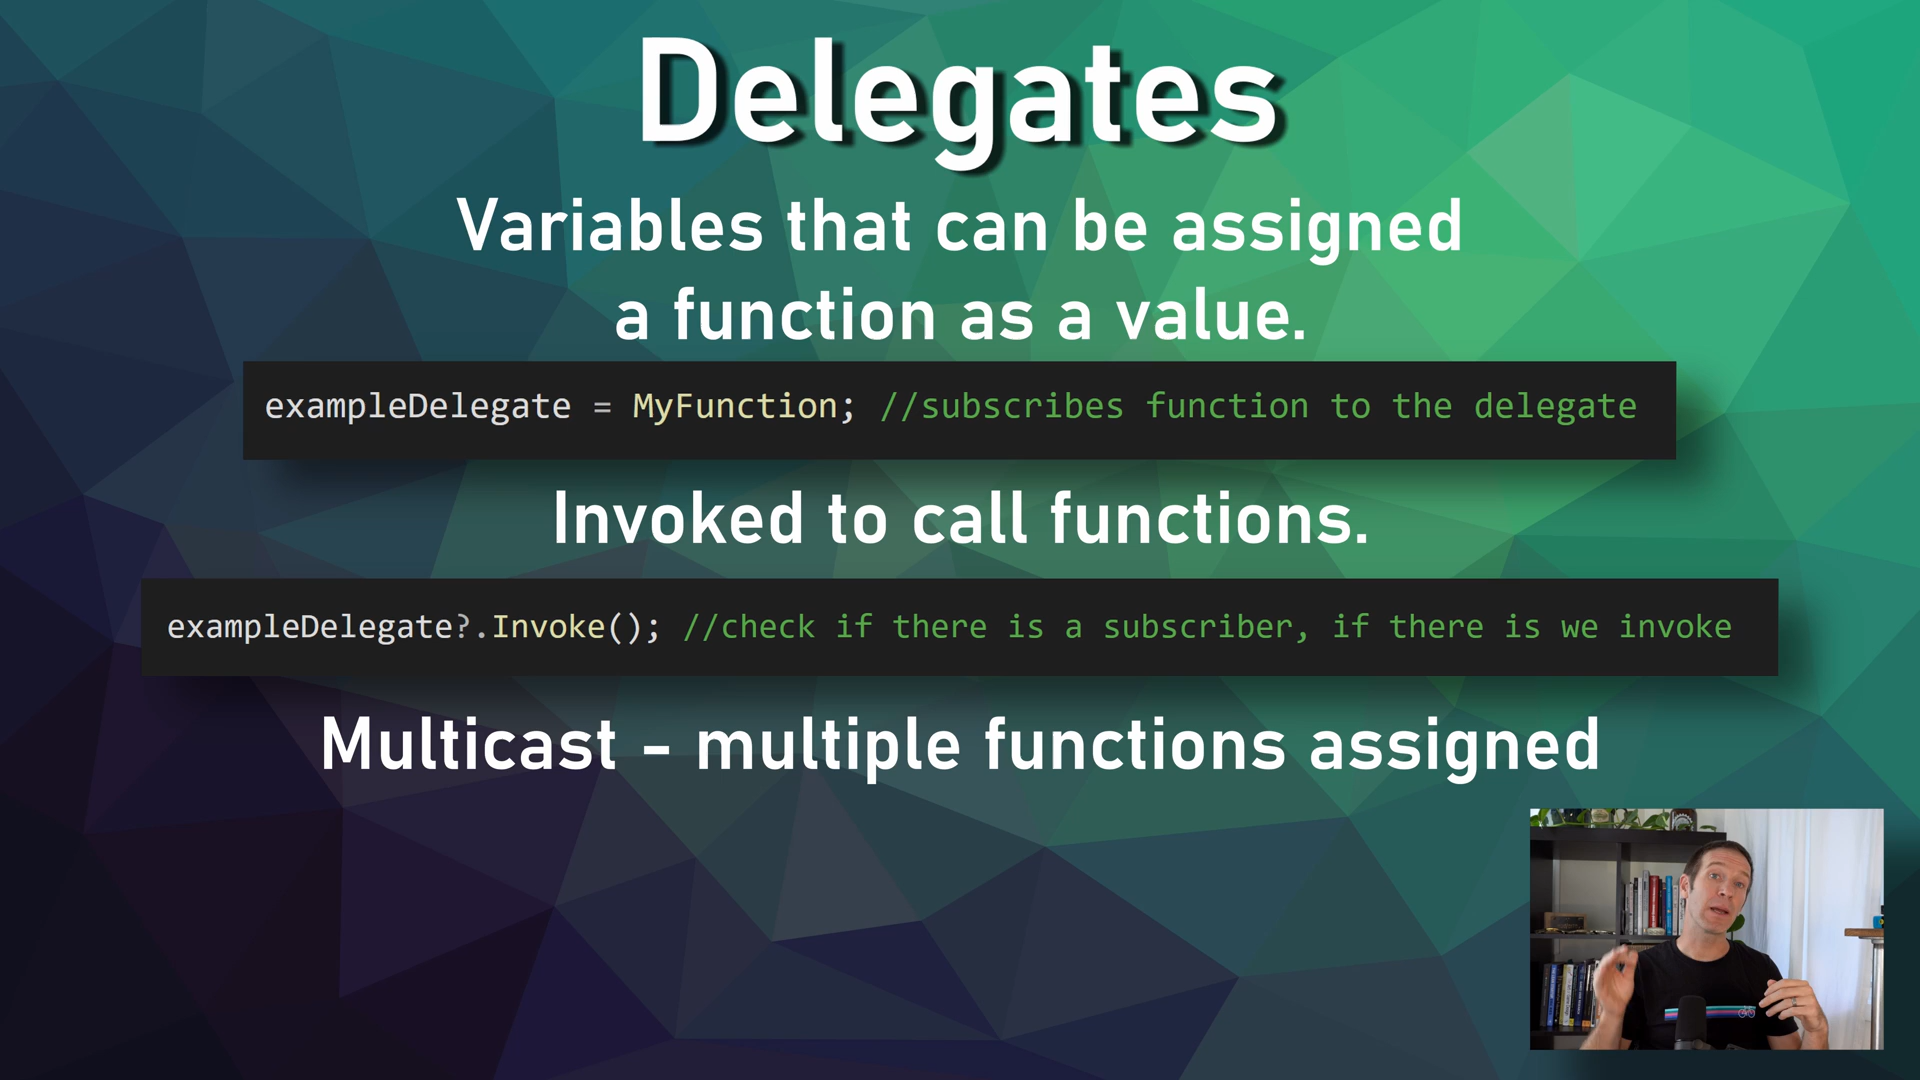 Delegates
Variables that can be assigned
a function as a value.
exampleDelegate = MyFunction; //subscribes function to the delegate
Invoked to call functions.
exampleDelegate?.Invoke(); //check if there is a subscriber, if there is we invoke
Multicast - multiple functions assigned